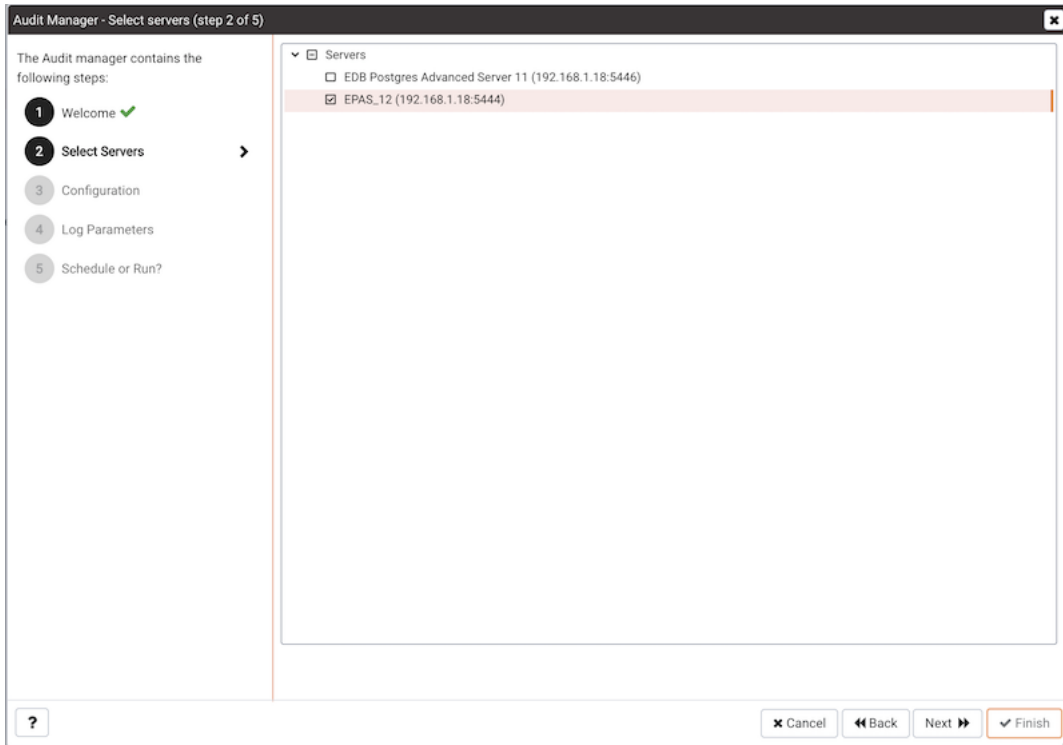 Audit Manager - Select servers (step 2 of 5)
The Audit manager contains the
following steps:
1 Welcome
2 Select Servers
3 Configuration
4 Log Parameters
5 Schedule or Run?
Servers
EDB Postgres Advanced Server 11 (192.168.1.18:5446)
EPAS_12 (192.168.1.18:5444)
? Cancel Back Next Finish